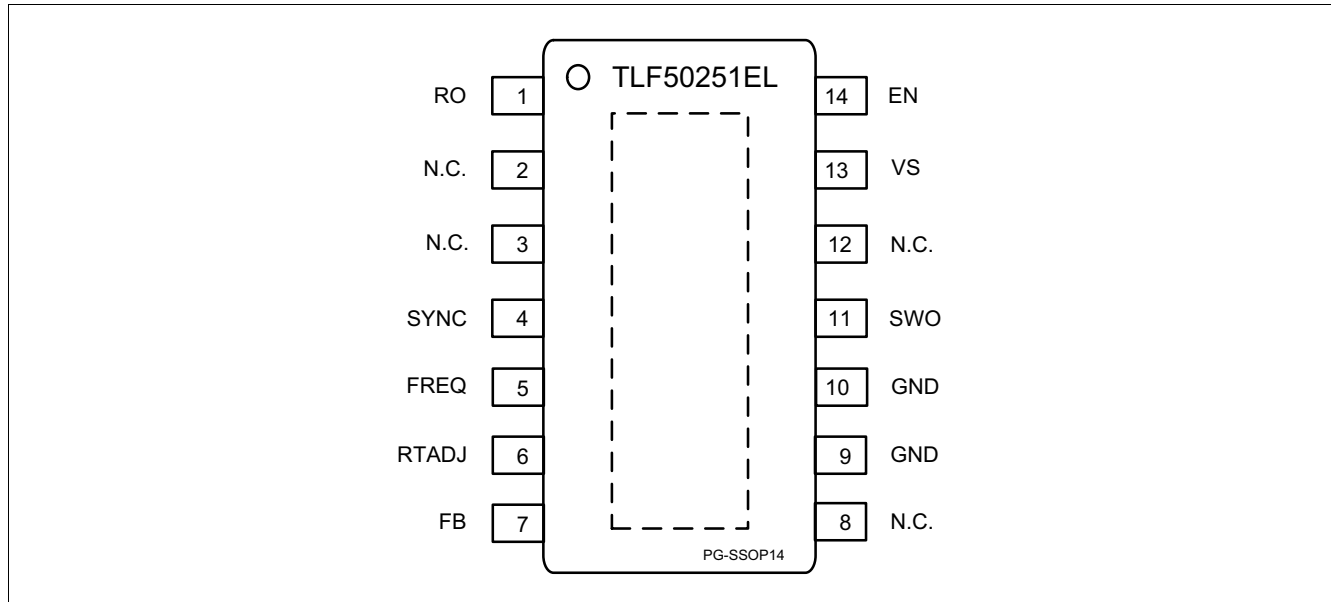 TLF50251EL
RO 1 14 EN
N.C. 2 13 VS
N.C. 3 12 N.C.
SYNC 4 11 SWO
FREQ 5 10 GND
RTADJ 6 9 GND
FB 7 8 N.C.
PG-SSOP14